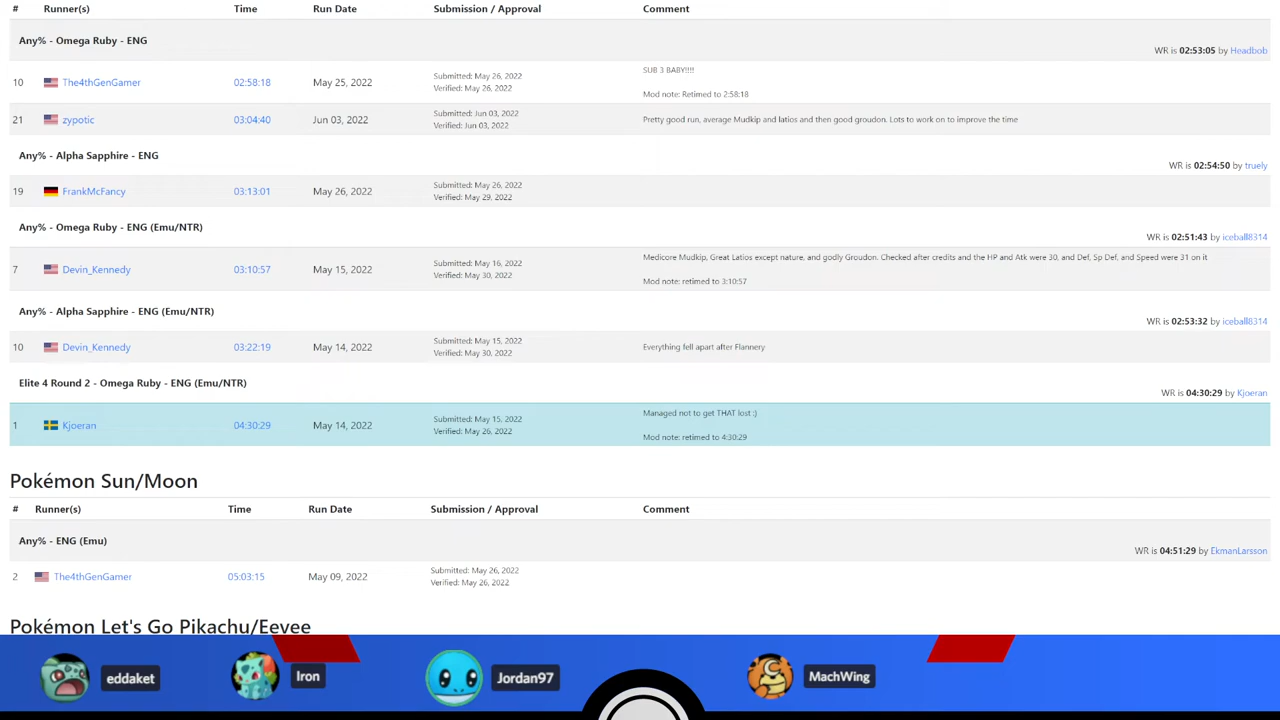 # Runner(s) Time Run Date Submission / Approval Comment
Any% - Omega Ruby - ENG
WR is 02:53:05 by Headbob
10 The4thGenGamer 02:58:18 May 25, 2022 Submitted: May 26, 2022 SUB 3 BABY!!!!
Verified: May 26, 2022 Mod note: Retimed to 2:58:18
21 zypotic 03:04:40 Jun 03, 2022 Submitted: Jun 03, 2022 Pretty good run, average Mudkip and latios and then good groudon. Lots to work on to improve the time
Verified: Jun 03, 2022
Any% - Alpha Sapphire - ENG
WR is 02:54:50 by truely
19 FrankMcFancy 03:13:01 May 26, 2022 Submitted: May 26, 2022
Verified: May 29, 2022
Any% - Omega Ruby - ENG (Emu/NTR)
WR is 02:51:43 by iceball8314
7 Devin_Kennedy 03:10:57 May 15, 2022 Submitted: May 16, 2022 Medicore Mudkip, Great Latios except nature, and godly Groudon. Checked after credits and the HP and Atk were 30, and Def, Sp Def, and Speed were 31 on it
Verified: May 30, 2022 Mod note: retimed to 3:10:57
Any% - Alpha Sapphire - ENG (Emu/NTR)
WR is 02:53:32 by iceball8314
10 Devin_Kennedy 03:22:19 May 14, 2022 Submitted: May 15, 2022 Everything fell apart after Flannery
Verified: May 30, 2022
Elite 4 Round 2 - Omega Ruby - ENG (Emu/NTR)
WR is 04:30:29 by Kjoeran
1 Kjoeran 04:30:29 May 14, 2022 Submitted: May 15, 2022 Managed not to get THAT lost :)
Verified: May 26, 2022 Mod note: retimed to 4:30:29
Pokémon Sun/Moon
# Runner(s) Time Run Date Submission / Approval Comment
Any% - ENG (Emu)
WR is 04:51:29 by EkmanLarsson
2 The4thGenGamer 05:03:15 May 09, 2022 Submitted: May 26, 2022
Verified: May 26, 2022
Pokémon Let's Go Pikachu/Eevee
eddaket Iron Jordan97 MachWing